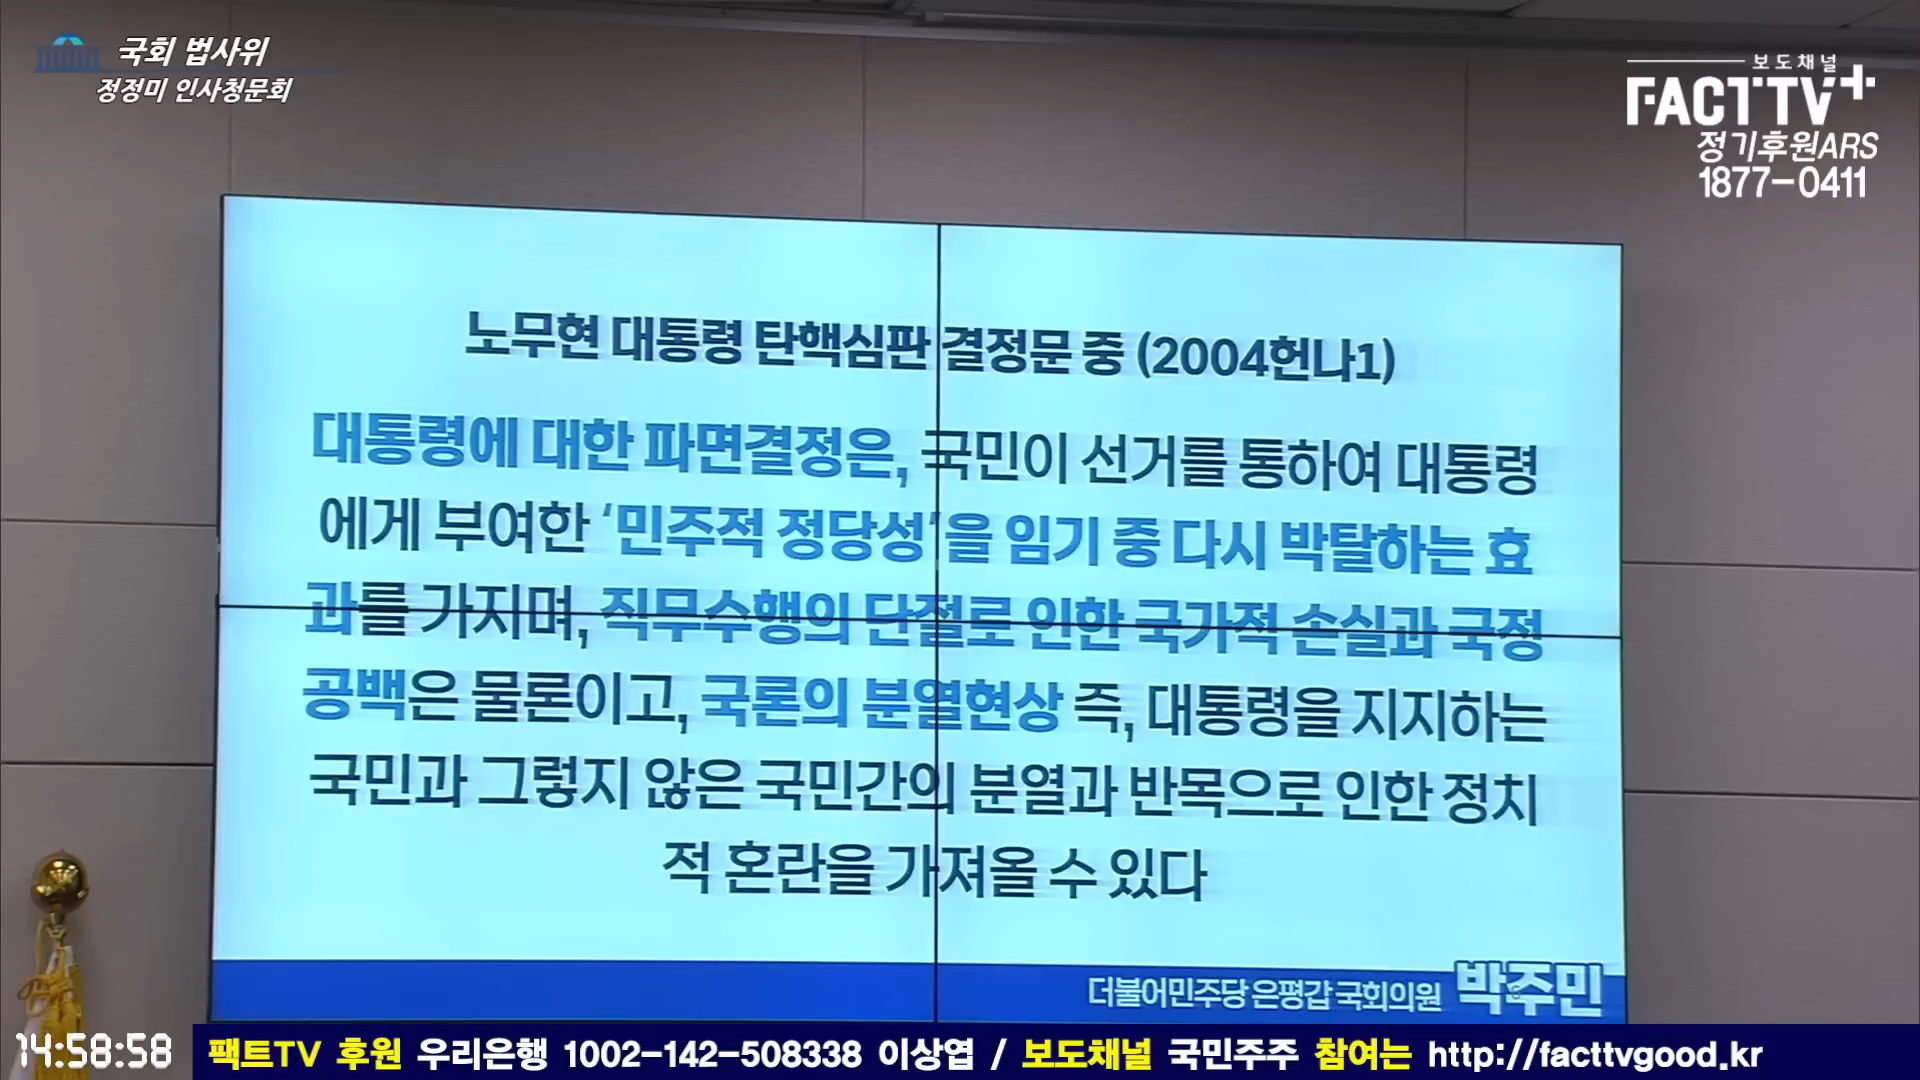 국회 법사위
정정미 인사청문회
보도채널
FACTTV+
정기후원ARS
1877-0411
노무현 대통령 탄핵심판 결정문 중 (2004헌나1)
대통령에 대한 파면결정은, 국민이 선거를 통하여 대통령
에게 부여한 ‘민주적 정당성’을 임기 중 다시 박탈하는 효
과를 가지며, 직무수행의 단절로 인한 국가적 손실과 국정
공백은 물론이고, 국론의 분열현상 즉, 대통령을 지지하는
국민과 그렇지 않은 국민간의 분열과 반목으로 인한 정치
적 혼란을 가져올 수 있다
더불어민주당 은평갑 국회의원 박주민
14:58:58
팩트TV 후원 우리은행 1002-142-508338 이상엽 / 보도채널 국민주주 참여는 http://facttvgood.kr